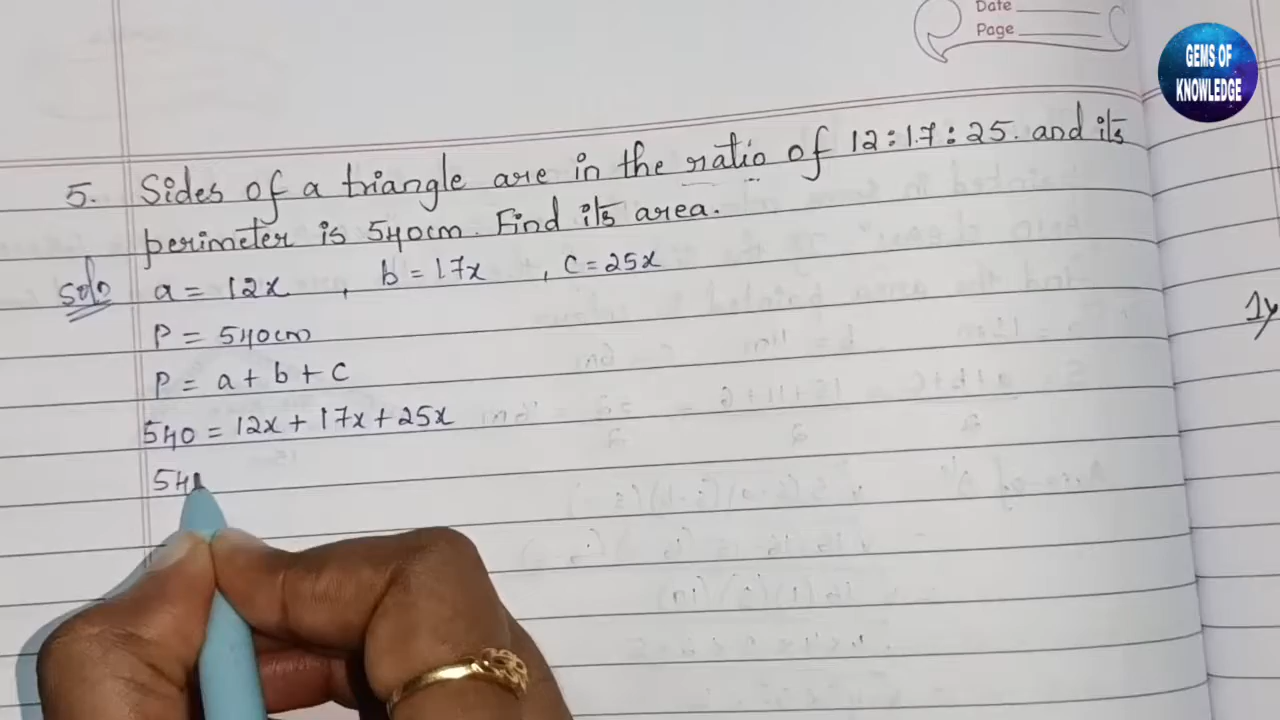 Date
Page
GEMS OF
KNOWLEDGE
5. Sides of a triangle are in the ratio of 12:17:25. and its
perimeter is 540cm. Find its area.
Soln a = 12x , b = 17x , c = 25x
P = 540cm
P = a + b + c
540 = 12x + 17x + 25x
54